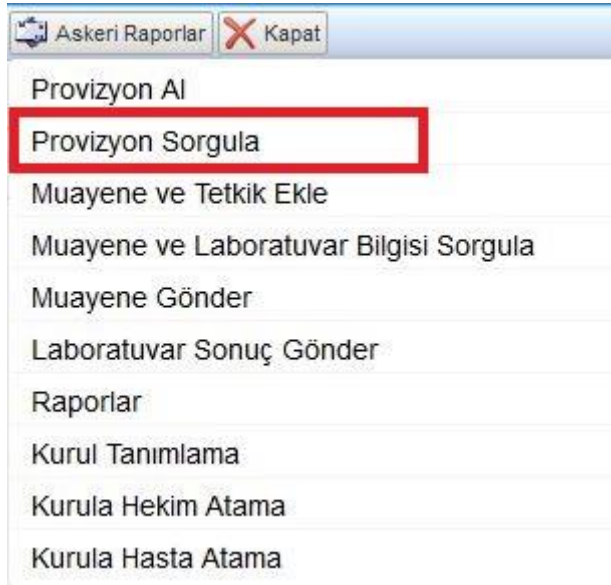 Askeri Raporlar Kapat
Provizyon Al
Provizyon Sorgula
Muayene ve Tetkik Ekle
Muayene ve Laboratuvar Bilgisi Sorgula
Muayene Gönder
Laboratuvar Sonuç Gönder
Raporlar
Kurul Tanımlama
Kurula Hekim Atama
Kurula Hasta Atama